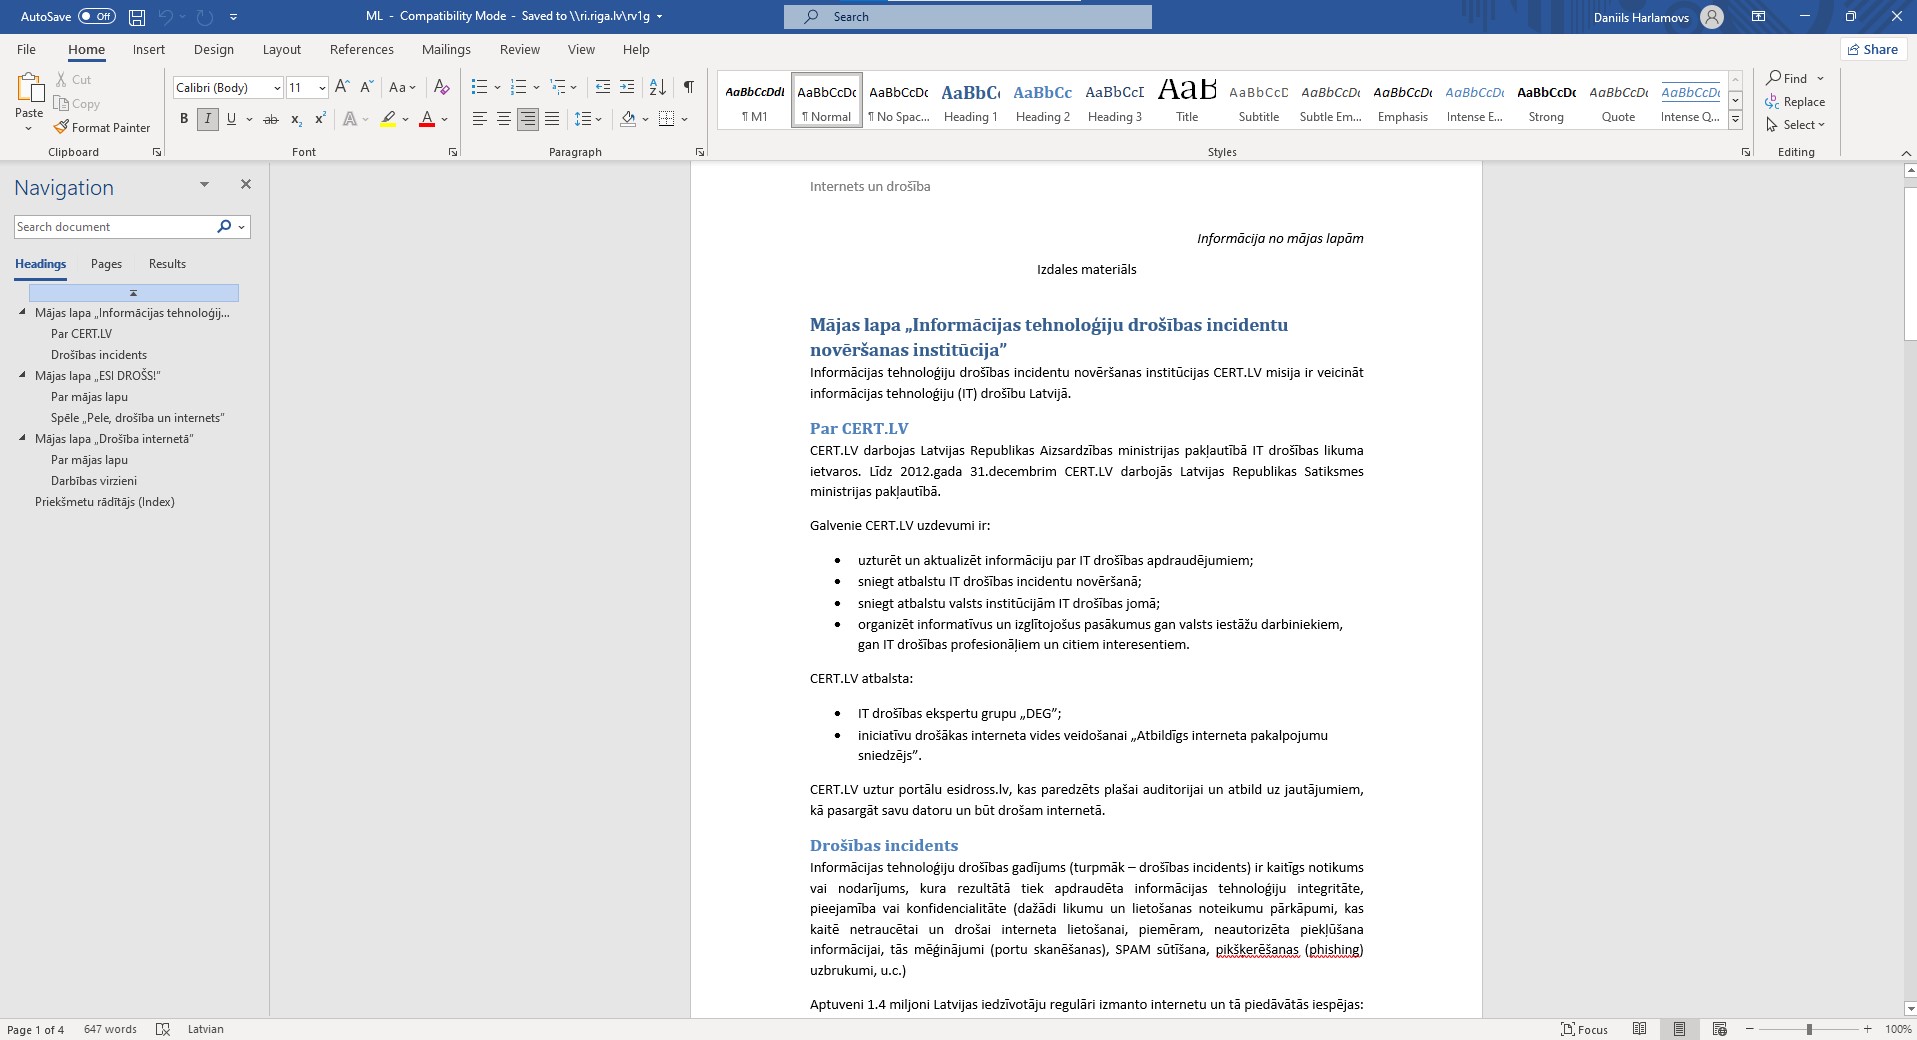 AutoSave Off ML - Compatibility Mode - Saved to \\ri.riga.lv\rv1g Search Daniils Harlamovs
File Home Insert Design Layout References Mailings Review View Help Share
Paste Cut Copy Format Painter
Clipboard
Calibri (Body) 11
B I U ab x₂ x² A A A Aa
Font
Paragraph
AaBbCcDdI AaBbCcDc AaBbCcDc AaBbCc AaBbCc AaBbCcD AaB AaBbCcD AaBbCcDc AaBbCcDc AaBbCcDc AaBbCcDc AaBbCcDc AaBbCcDc
¶ M1 ¶ Normal ¶ No Spac... Heading 1 Heading 2 Heading 3 Title Subtitle Subtle Em... Emphasis Intense E... Strong Quote Intense Q...
Styles
Find
Replace
Select
Editing
Navigation
Search document
Headings Pages Results
Mājas lapa „Informācijas tehnoloģij...
Par CERT.LV
Drošības incidents
Mājas lapa „ESI DROŠS!”
Par mājas lapu
Spēle „Pele, drošība un internets”
Mājas lapa „Drošība internetā”
Par mājas lapu
Darbības virzieni
Priekšmetu rādītājs (Index)
Internets un drošība
Informācija no mājas lapām
Izdales materiāls
Mājas lapa „Informācijas tehnoloģiju drošības incidentu
novēršanas institūcija”
Informācijas tehnoloģiju drošības incidentu novēršanas institūcijas CERT.LV misija ir veicināt
informācijas tehnoloģiju (IT) drošību Latvijā.
Par CERT.LV
CERT.LV darbojas Latvijas Republikas Aizsardzības ministrijas pakļautībā IT drošības likuma
ietvaros. Līdz 2012.gada 31.decembrim CERT.LV darbojās Latvijas Republikas Satiksmes
ministrijas pakļautībā.
Galvenie CERT.LV uzdevumi ir:
• uzturēt un aktualizēt informāciju par IT drošības apdraudējumiem;
• sniegt atbalstu IT drošības incidentu novēršanā;
• sniegt atbalstu valsts institūcijām IT drošības jomā;
• organizēt informatīvus un izglītojošus pasākumus gan valsts iestāžu darbiniekiem,
gan IT drošības profesionāļiem un citiem interesentiem.
CERT.LV atbalsta:
• IT drošības ekspertu grupu „DEG”;
• iniciatīvu drošākas interneta vides veidošanai „Atbildīgs interneta pakalpojumu
sniedzējs”.
CERT.LV uztur portālu esidross.lv, kas paredzēts plašai auditorijai un atbild uz jautājumiem,
kā pasargāt savu datoru un būt drošam internetā.
Drošības incidents
Informācijas tehnoloģiju drošības gadījums (turpmāk – drošības incidents) ir kaitīgs notikums
vai nodarījums, kura rezultātā tiek apdraudēta informācijas tehnoloģiju integritāte,
pieejamība vai konfidencialitāte (dažādi likumu un lietošanas noteikumu pārkāpumi, kas
kaitē netraucētai un drošai interneta lietošanai, piemēram, neautorizēta piekļūšana
informācijai, tās mēģinājumi (portu skanēšanas), SPAM sūtīšana, pikšķerēšanas (phishing)
uzbrukumi, u.c.)
Aptuveni 1.4 miljoni Latvijas iedzīvotāju regulāri izmanto internetu un tā piedāvātās iespējas:
Page 1 of 4 647 words Latvian Focus 100%